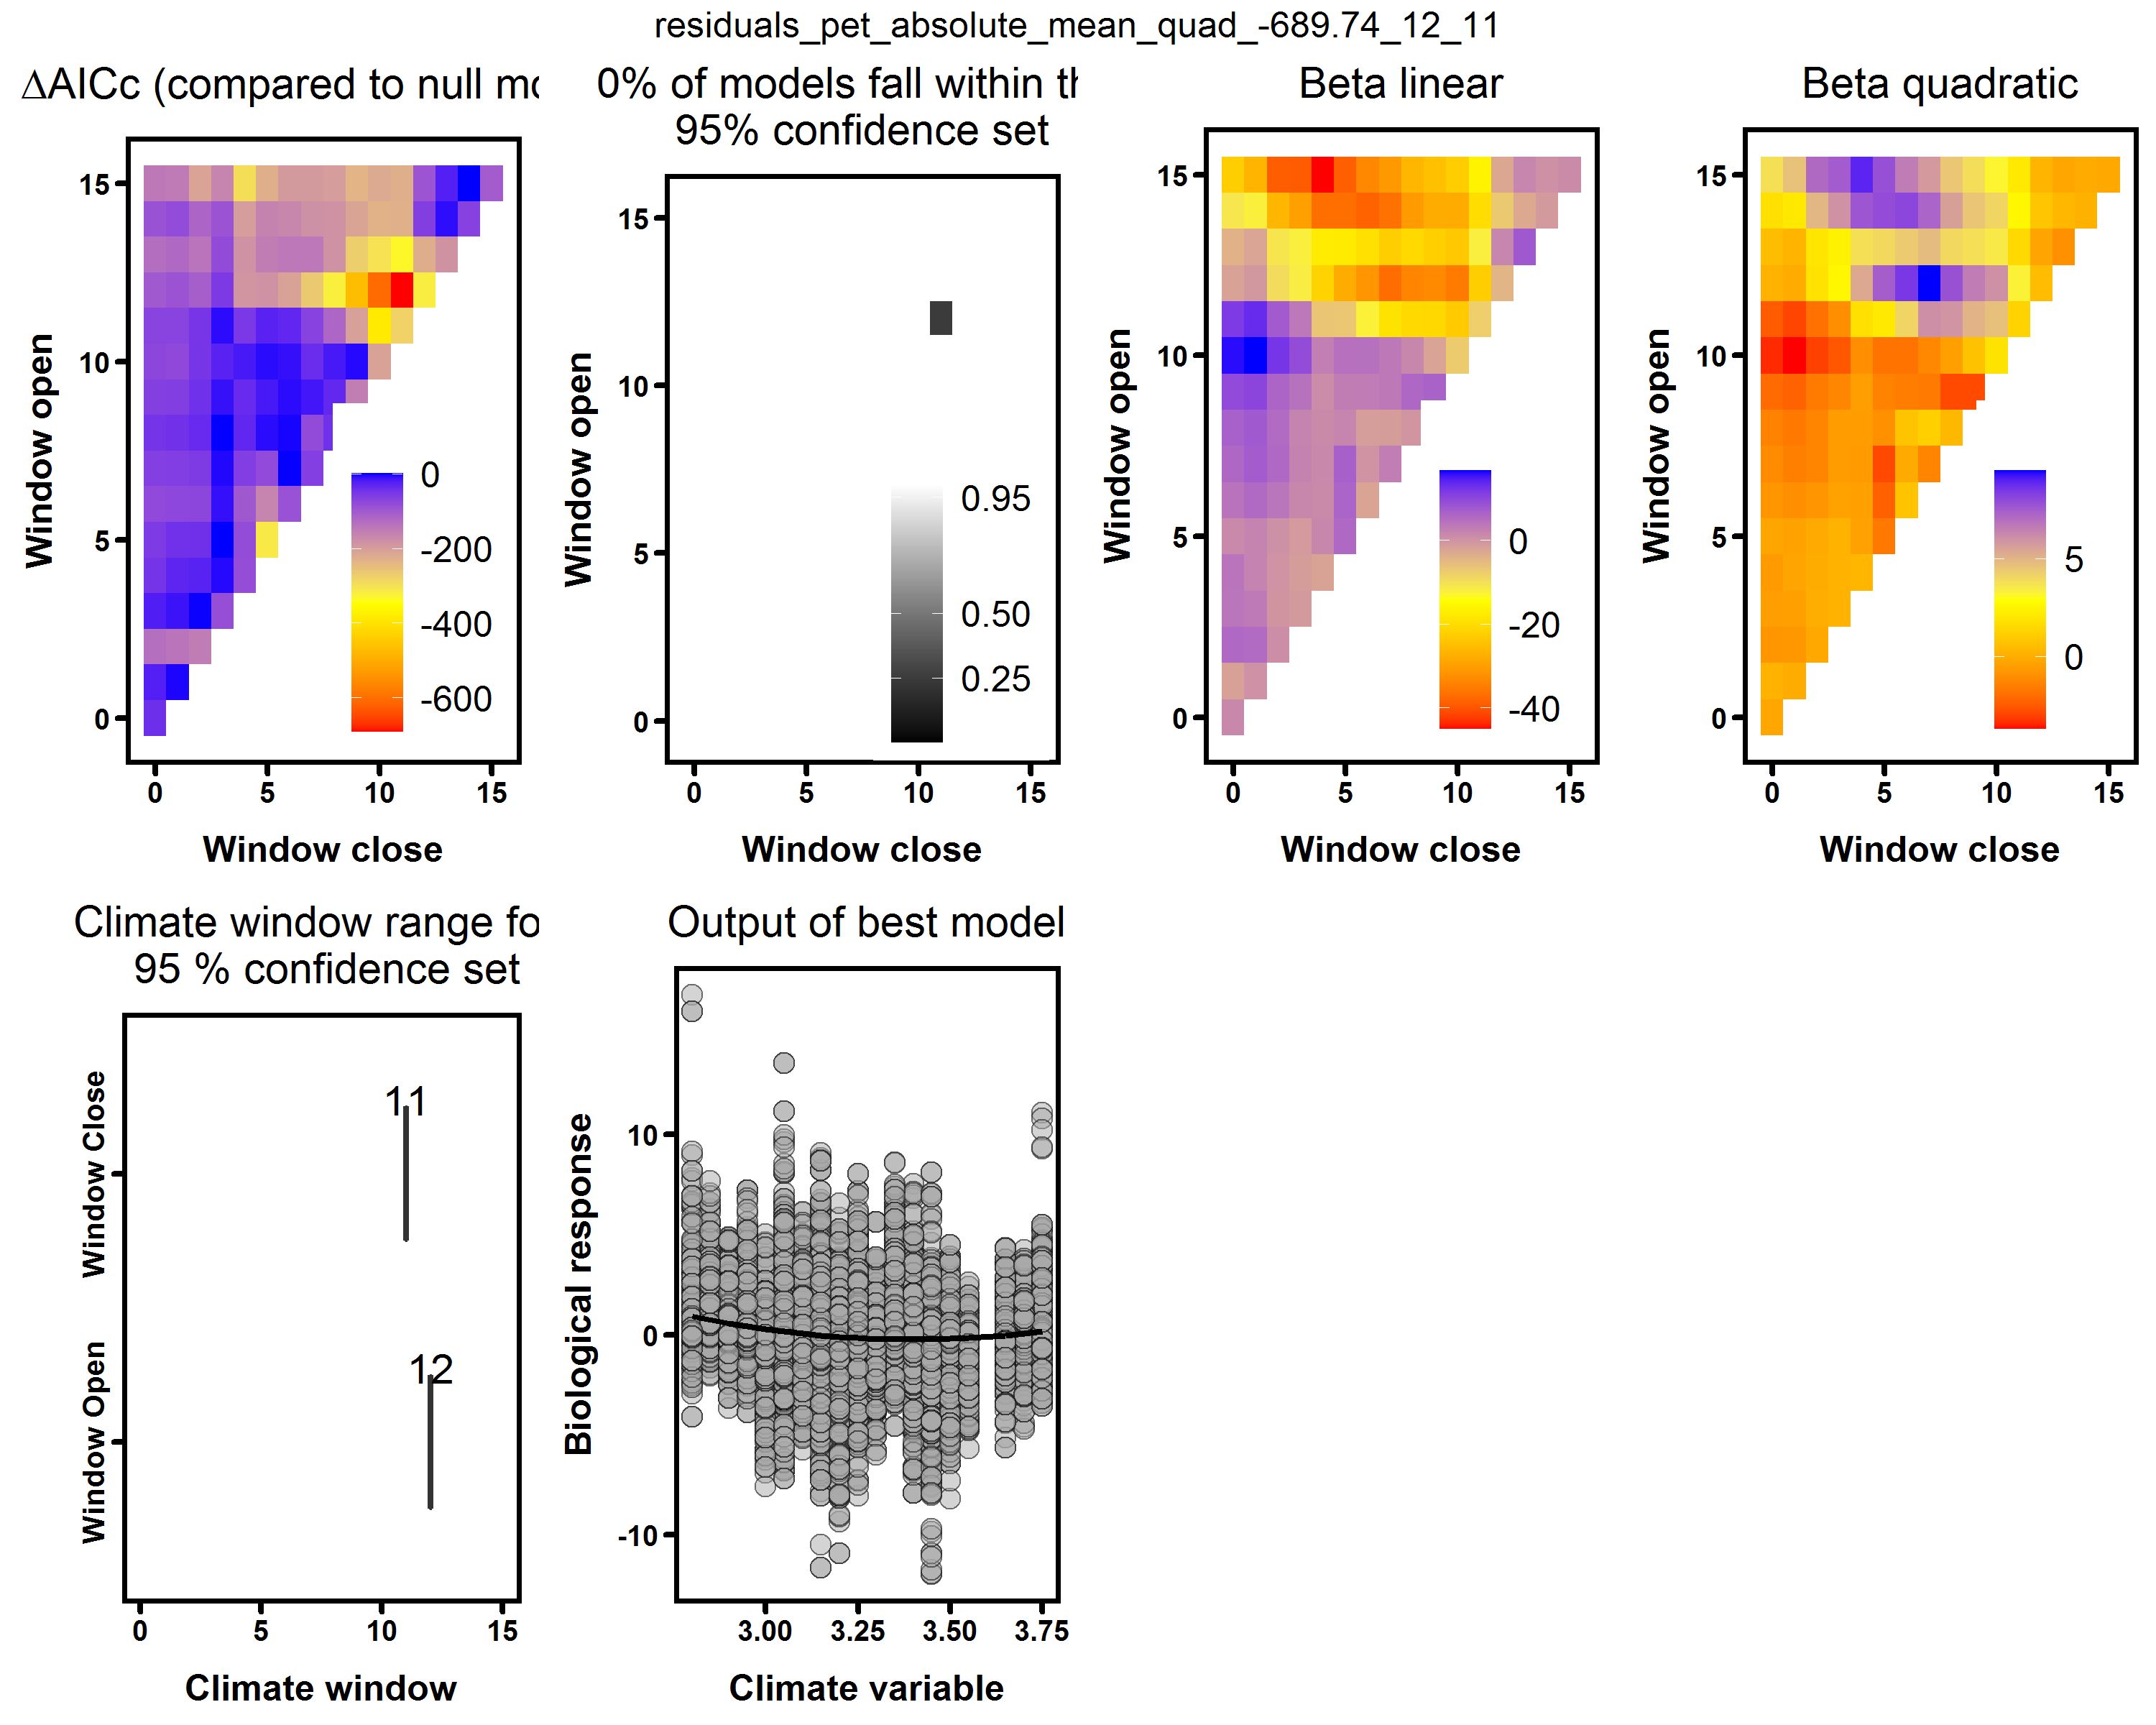 residuals_pet_absolute_mean_quad_-689.74_12_11
ΔAICc (compared to null mo
15
10
5
0
0
5
10
15
Window open
Window close
0
-200
-400
-600
0% of models fall within th
95% confidence set
15
10
5
0
0
5
10
15
Window open
Window close
0.95
0.50
0.25
Beta linear
15
10
5
0
0
5
10
15
Window open
Window close
0
-20
-40
Beta quadratic
15
10
5
0
0
5
10
15
Window open
Window close
5
0
Climate window range fo
95 % confidence set
Window Close
Window Open
11
12
0
5
10
15
Climate window
Output of best model
Biological response
10
0
-10
3.00
3.25
3.50
3.75
Climate variable